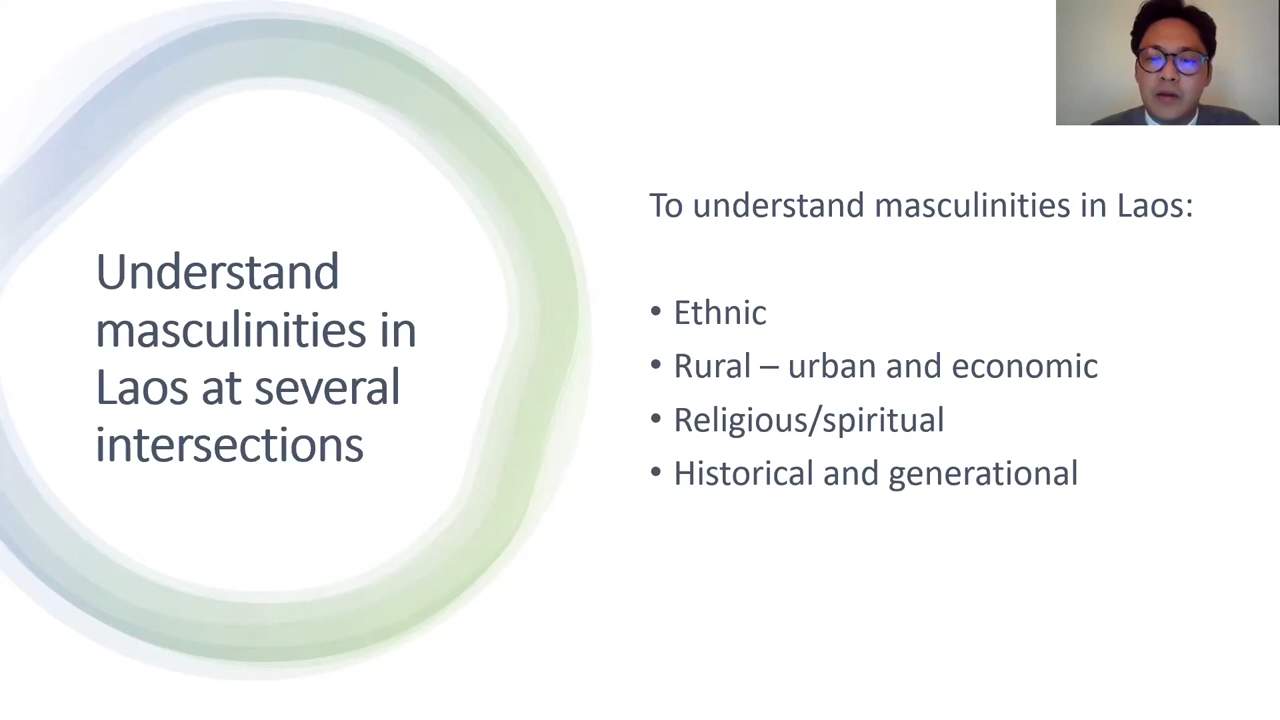 Understand
masculinities in
Laos at several
intersections
To understand masculinities in Laos:
• Ethnic
• Rural – urban and economic
• Religious/spiritual
• Historical and generational